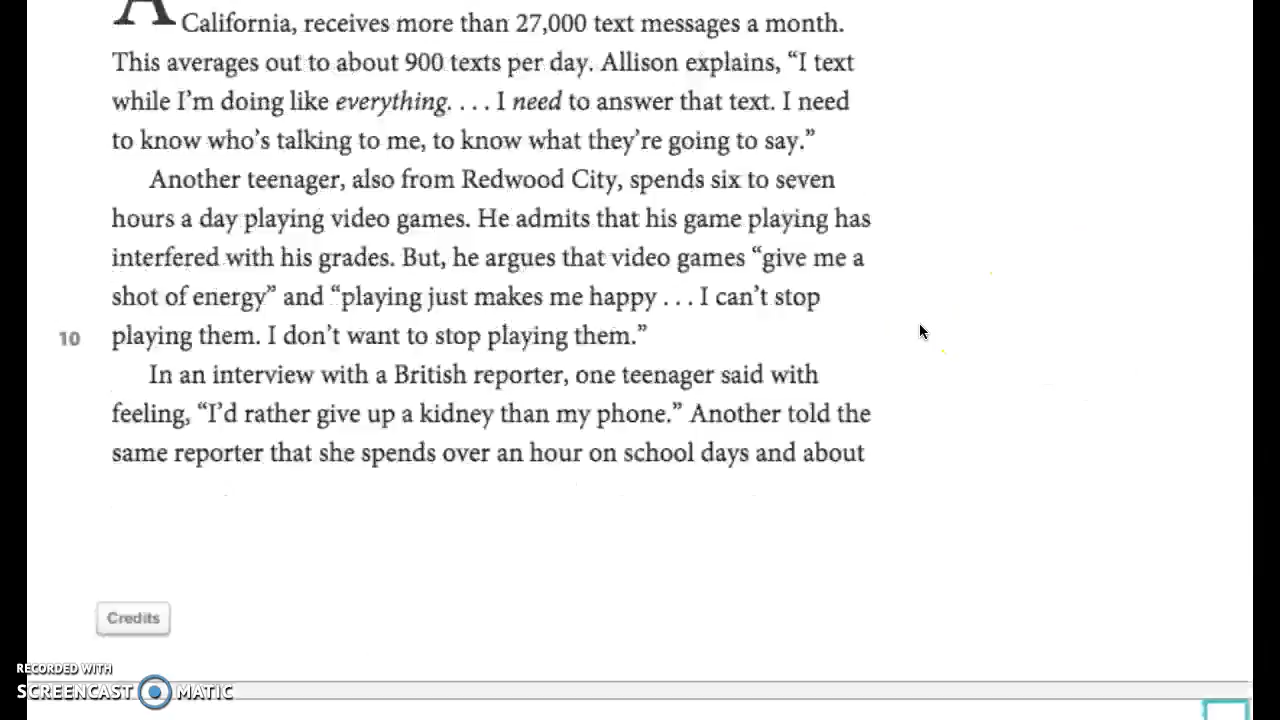 A
California, receives more than 27,000 text messages a month.
This averages out to about 900 texts per day. Allison explains, “I text
while I’m doing like everything. . . . I need to answer that text. I need
to know who’s talking to me, to know what they’re going to say.”
Another teenager, also from Redwood City, spends six to seven
hours a day playing video games. He admits that his game playing has
interfered with his grades. But, he argues that video games “give me a
shot of energy” and “playing just makes me happy . . . I can’t stop
10 playing them. I don’t want to stop playing them.”
In an interview with a British reporter, one teenager said with
feeling, “I’d rather give up a kidney than my phone.” Another told the
same reporter that she spends over an hour on school days and about
Credits
RECORDED WITH
SCREENCAST MATIC